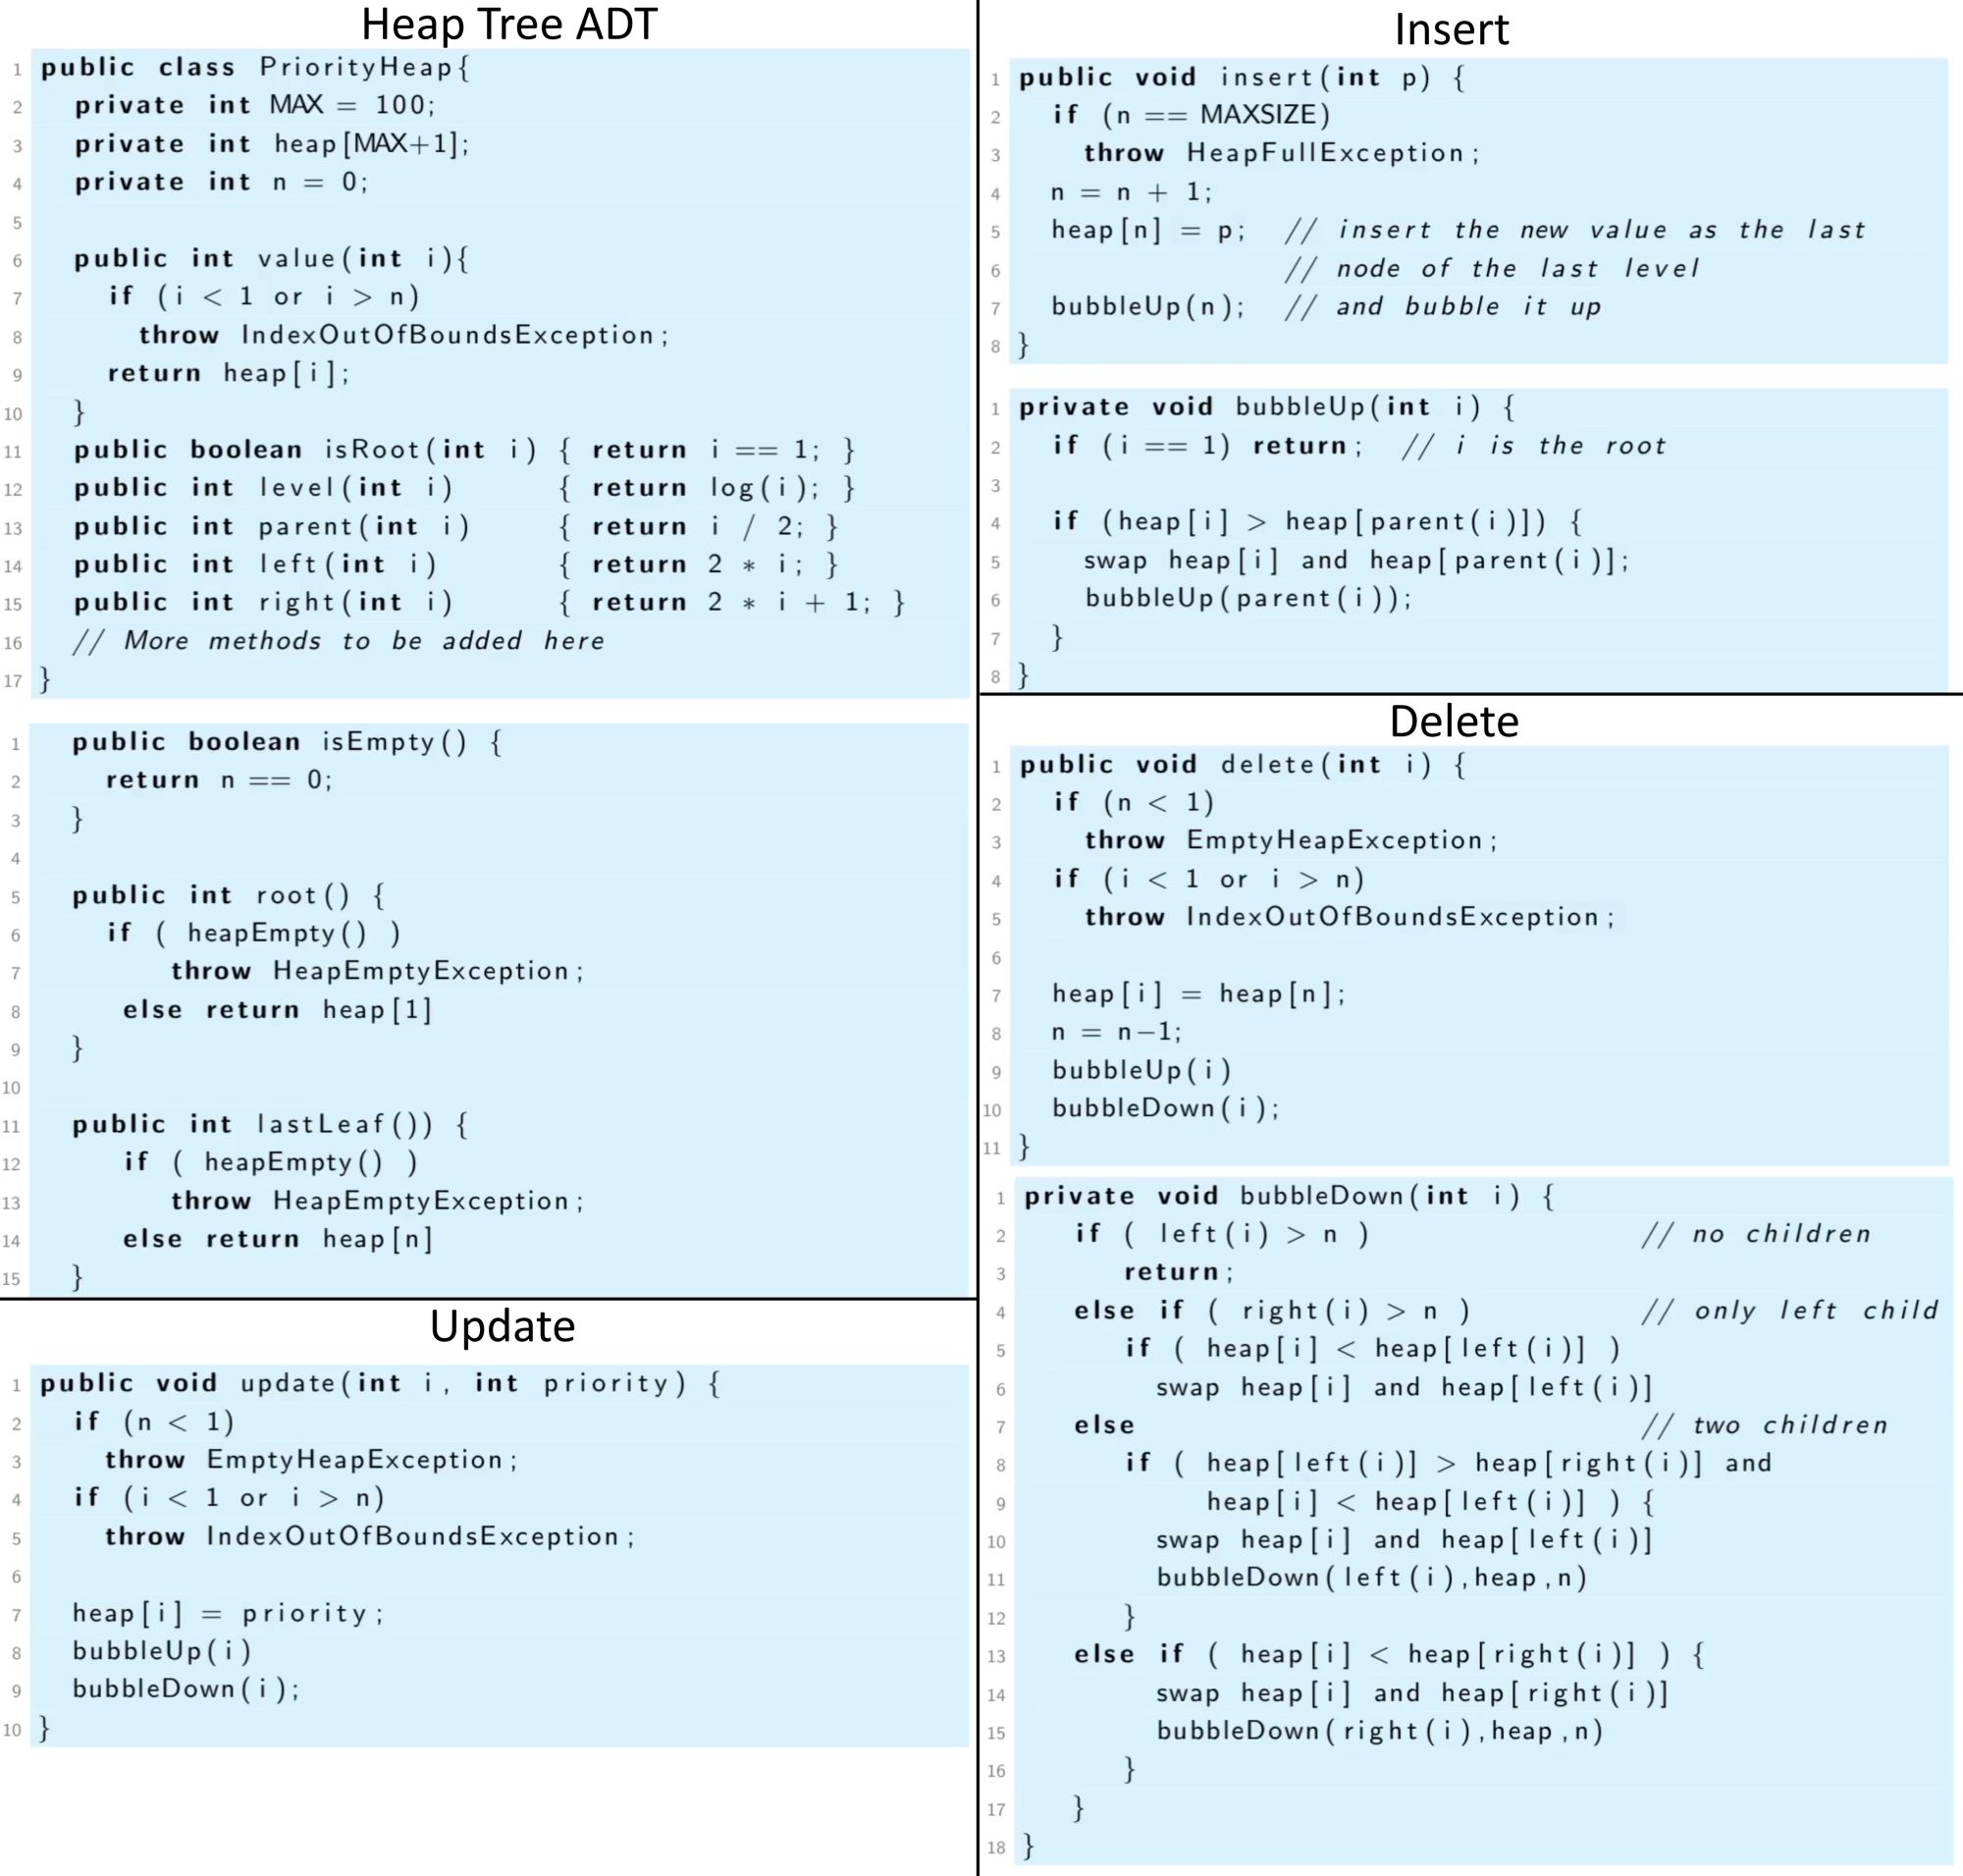 Heap Tree ADT
1 public class PriorityHeap{
2 private int MAX = 100;
3 private int heap[MAX+1];
4 private int n = 0;
5
6 public int value(int i){
7 if (i < 1 or i > n)
8 throw IndexOutOfBoundsException;
9 return heap[i];
10 }
11 public boolean isRoot(int i) { return i == 1; }
12 public int level(int i) { return log(i); }
13 public int parent(int i) { return i / 2; }
14 public int left(int i) { return 2 * i; }
15 public int right(int i) { return 2 * i + 1; }
16 // More methods to be added here
17 }
1 public boolean isEmpty() {
2 return n == 0;
3 }
4
5 public int root() {
6 if ( heapEmpty() )
7 throw HeapEmptyException;
8 else return heap[1]
9 }
10
11 public int lastLeaf()) {
12 if ( heapEmpty() )
13 throw HeapEmptyException;
14 else return heap[n]
15 }
Update
1 public void update(int i, int priority) {
2 if (n < 1)
3 throw EmptyHeapException;
4 if (i < 1 or i > n)
5 throw IndexOutOfBoundsException;
6
7 heap[i] = priority;
8 bubbleUp(i)
9 bubbleDown(i);
10 }
Insert
1 public void insert(int p) {
2 if (n == MAXSIZE)
3 throw HeapFullException;
4 n = n + 1;
5 heap[n] = p; // insert the new value as the last
6 // node of the last level
7 bubbleUp(n); // and bubble it up
8 }
1 private void bubbleUp(int i) {
2 if (i == 1) return; // i is the root
3
4 if (heap[i] > heap[parent(i)]) {
5 swap heap[i] and heap[parent(i)];
6 bubbleUp(parent(i));
7 }
8 }
Delete
1 public void delete(int i) {
2 if (n < 1)
3 throw EmptyHeapException;
4 if (i < 1 or i > n)
5 throw IndexOutOfBoundsException;
6
7 heap[i] = heap[n];
8 n = n-1;
9 bubbleUp(i)
10 bubbleDown(i);
11 }
1 private void bubbleDown(int i) {
2 if ( left(i) > n ) // no children
3 return;
4 else if ( right(i) > n ) // only left child
5 if ( heap[i] < heap[left(i)] )
6 swap heap[i] and heap[left(i)]
7 else // two children
8 if ( heap[left(i)] > heap[right(i)] and
9 heap[i] < heap[left(i)] ) {
10 swap heap[i] and heap[left(i)]
11 bubbleDown(left(i),heap,n)
12 }
13 else if ( heap[i] < heap[right(i)] ) {
14 swap heap[i] and heap[right(i)]
15 bubbleDown(right(i),heap,n)
16 }
17 }
18 }